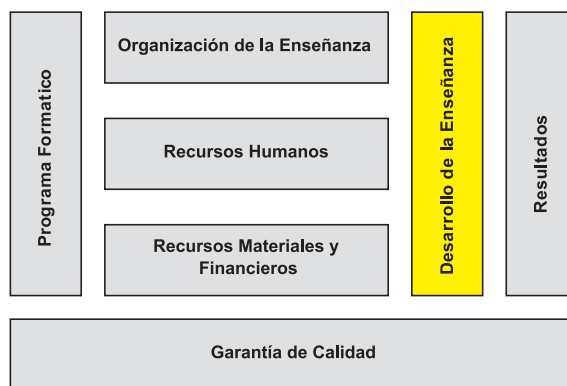 Programa Formatico
Organización de la Enseñanza
Recursos Humanos
Recursos Materiales y
Financieros
Desarrollo de la Enseñanza
Resultados
Garantía de Calidad